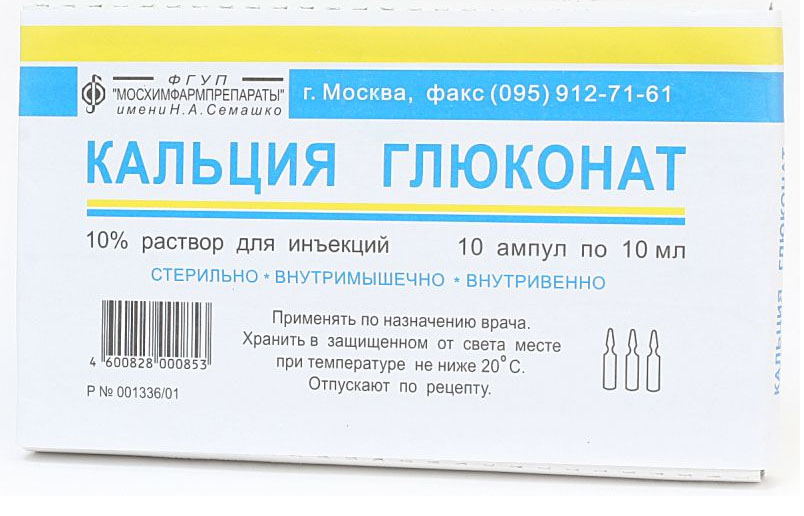 ФГУП
"МОСХИМФАРМПРЕПАРАТЫ"
имени Н.А.Семашко
г. Москва, факс (095) 912-71-61
КАЛЬЦИЯ ГЛЮКОНАТ
10% раствор для инъекций 10 ампул по 10 мл
СТЕРИЛЬНО * ВНУТРИМЫШЕЧНО * ВНУТРИВЕННО
Применять по назначению врача.
Хранить в защищенном от света месте
при температуре не ниже 20°С.
Отпускают по рецепту.
4 600828 000853
Р № 001336/01
КАЛЬЦИЯ ГЛЮКОНАТ